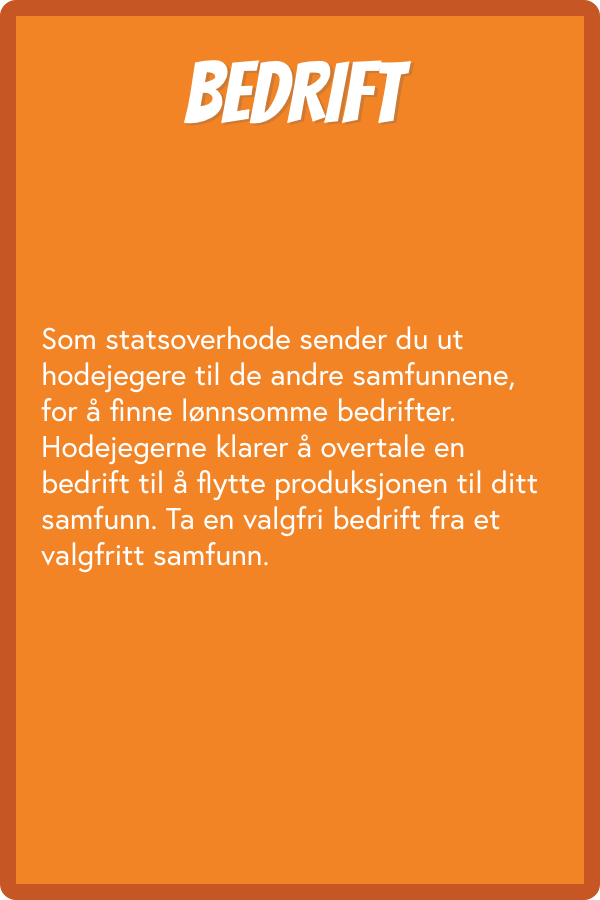 BEDRIFT
Som statsoverhode sender du ut
hodejegere til de andre samfunnene,
for å finne lønnsomme bedrifter.
Hodejegerne klarer å overtale en
bedrift til å flytte produksjonen til ditt
samfunn. Ta en valgfri bedrift fra et
valgfritt samfunn.